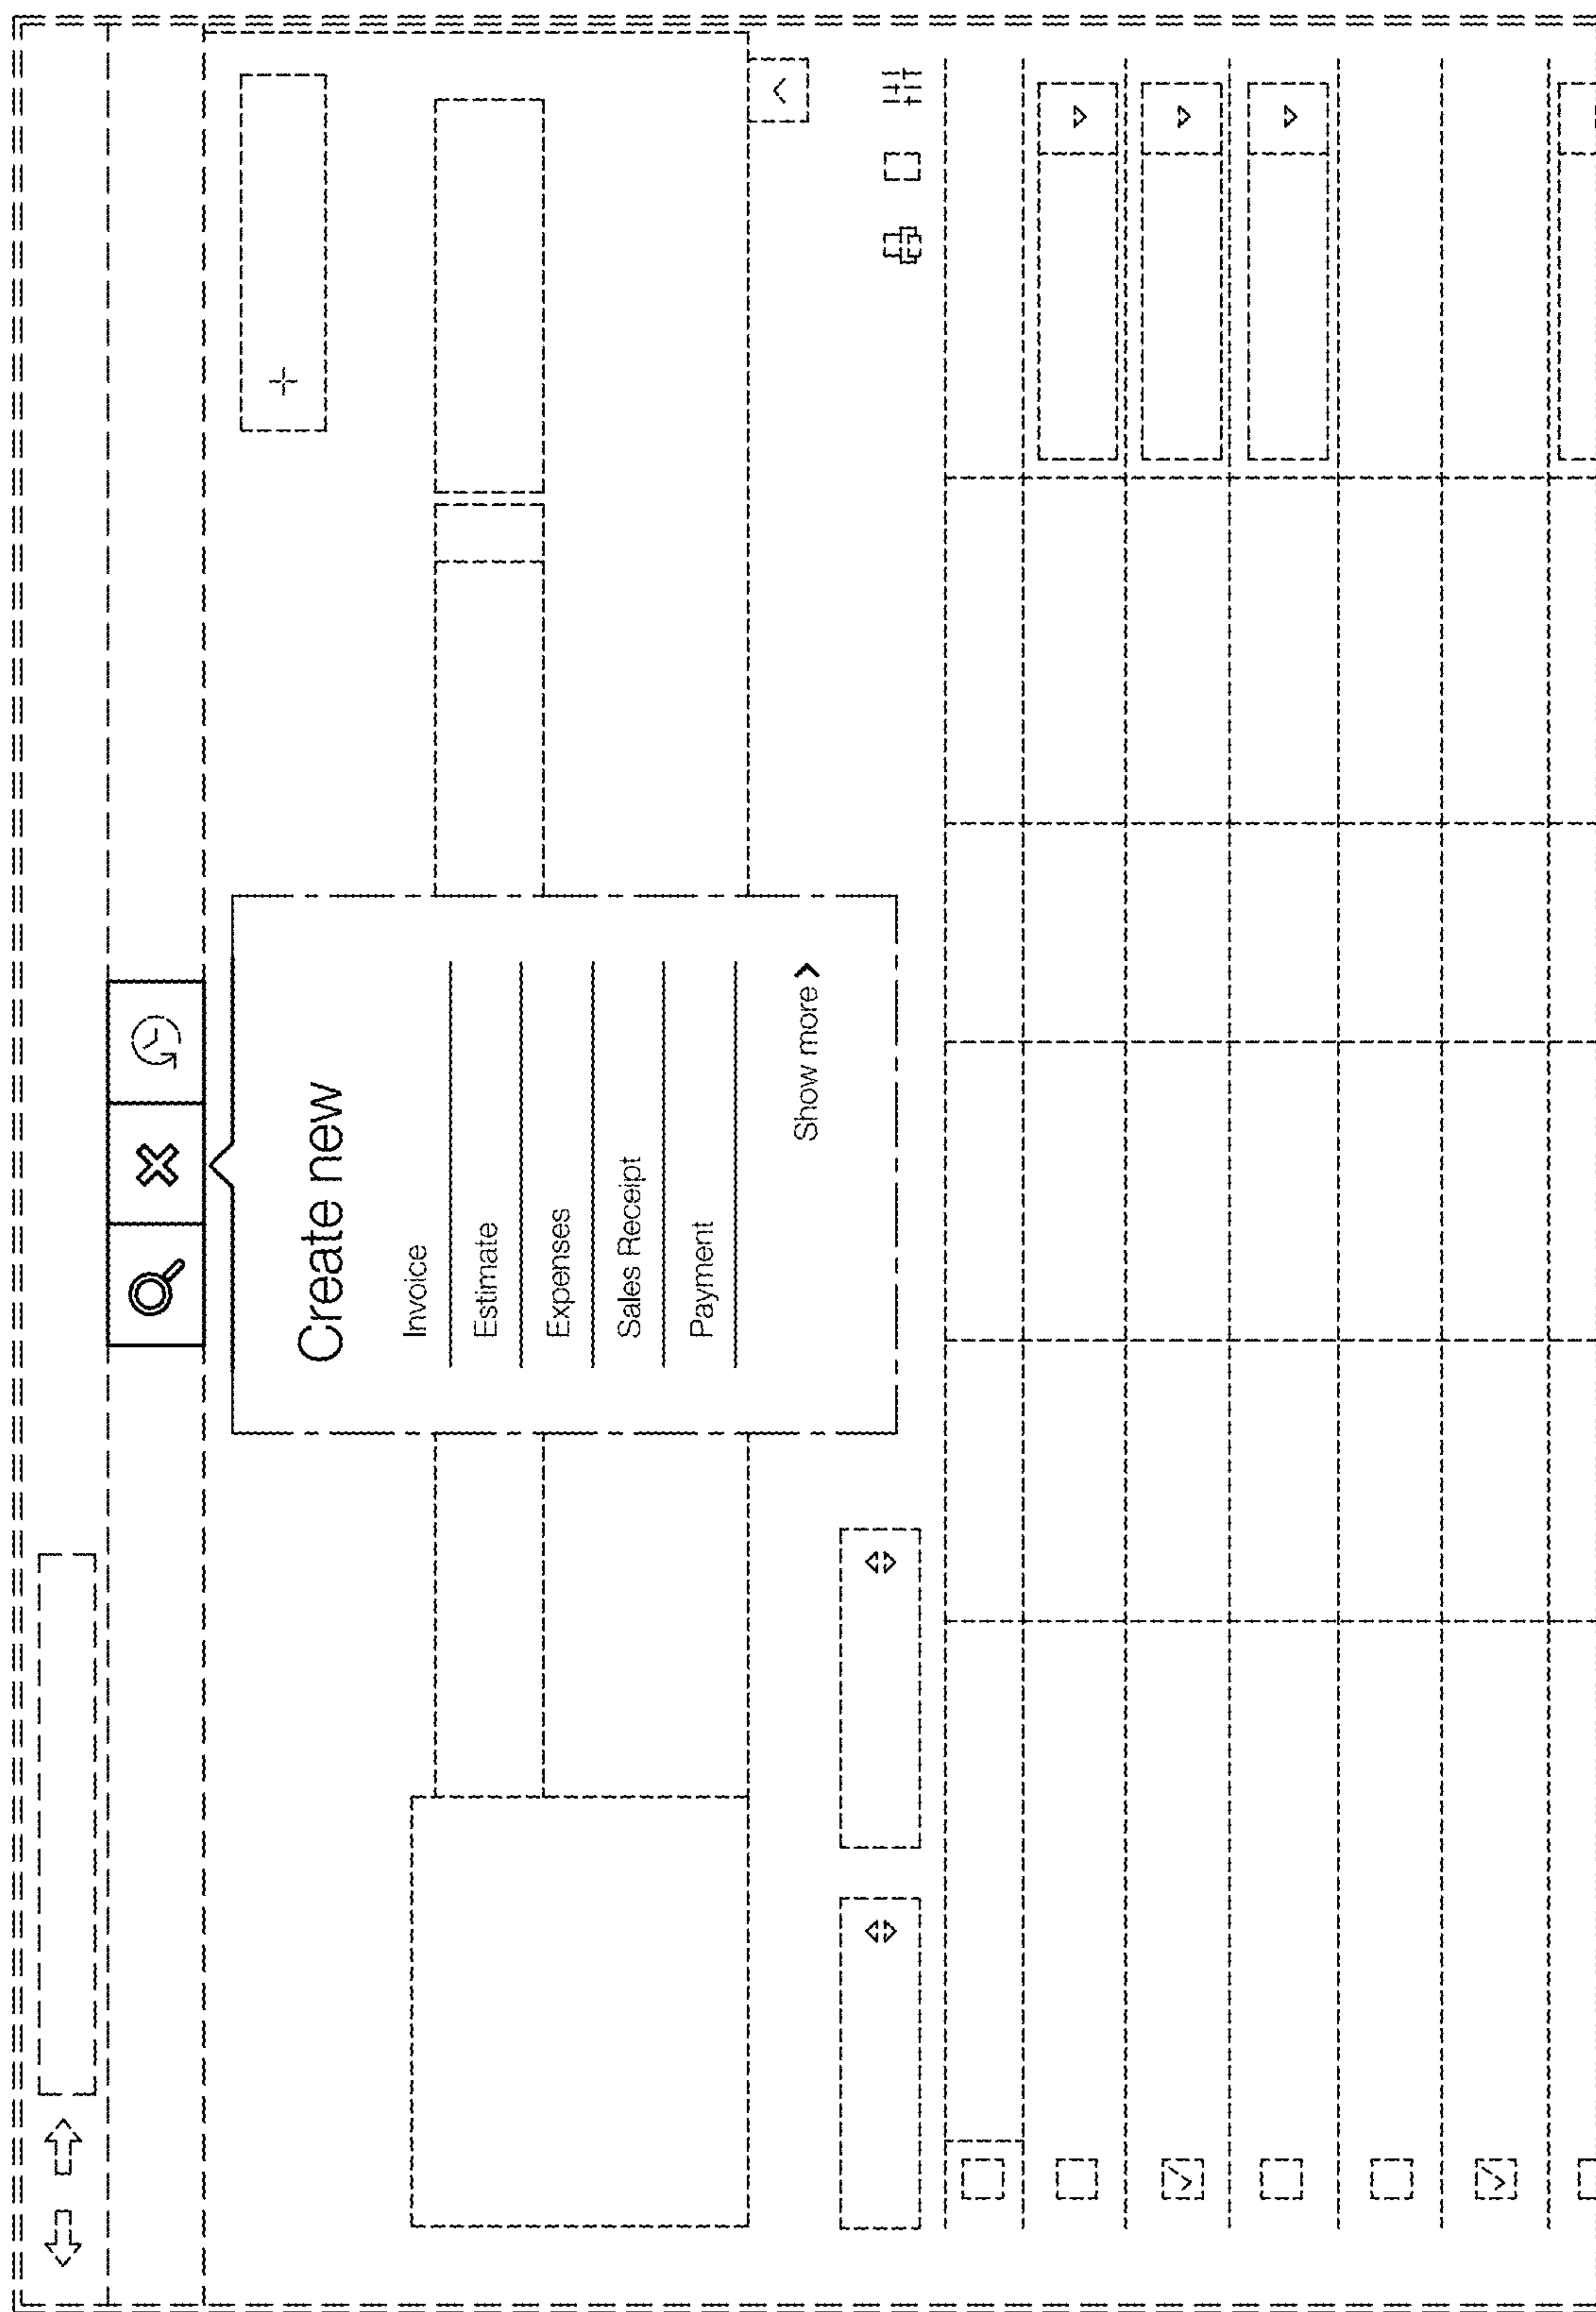 Create new
Invoice
Estimate
Expenses
Sales Receipt
Payment
Show more